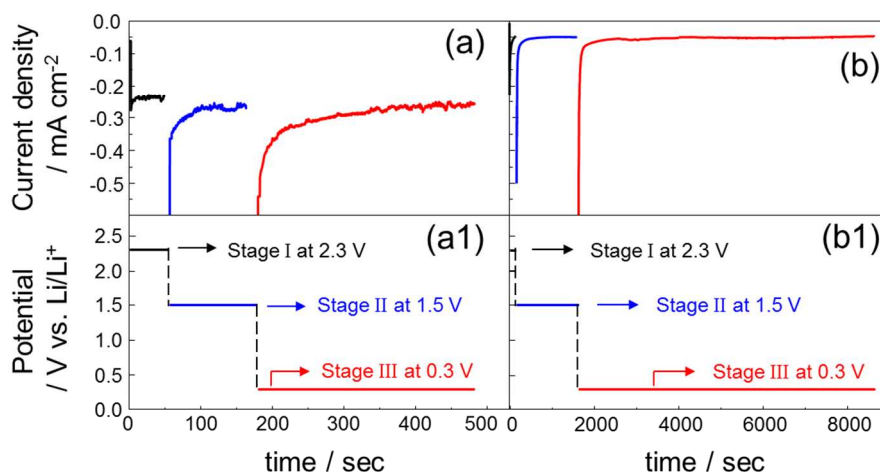 0.0
-0.1
-0.2
-0.3
-0.4
-0.5
Current density
/ mA cm-2
(a)
(b)
2.5
2.0
1.5
1.0
0.5
0.0
Potential
/ V vs. Li/Li+
(a1)
Stage I at 2.3 V
Stage II at 1.5 V
Stage III at 0.3 V
(b1)
Stage I at 2.3 V
Stage II at 1.5 V
Stage III at 0.3 V
0 100 200 300 400 500
0 2000 4000 6000 8000
time / sec
time / sec